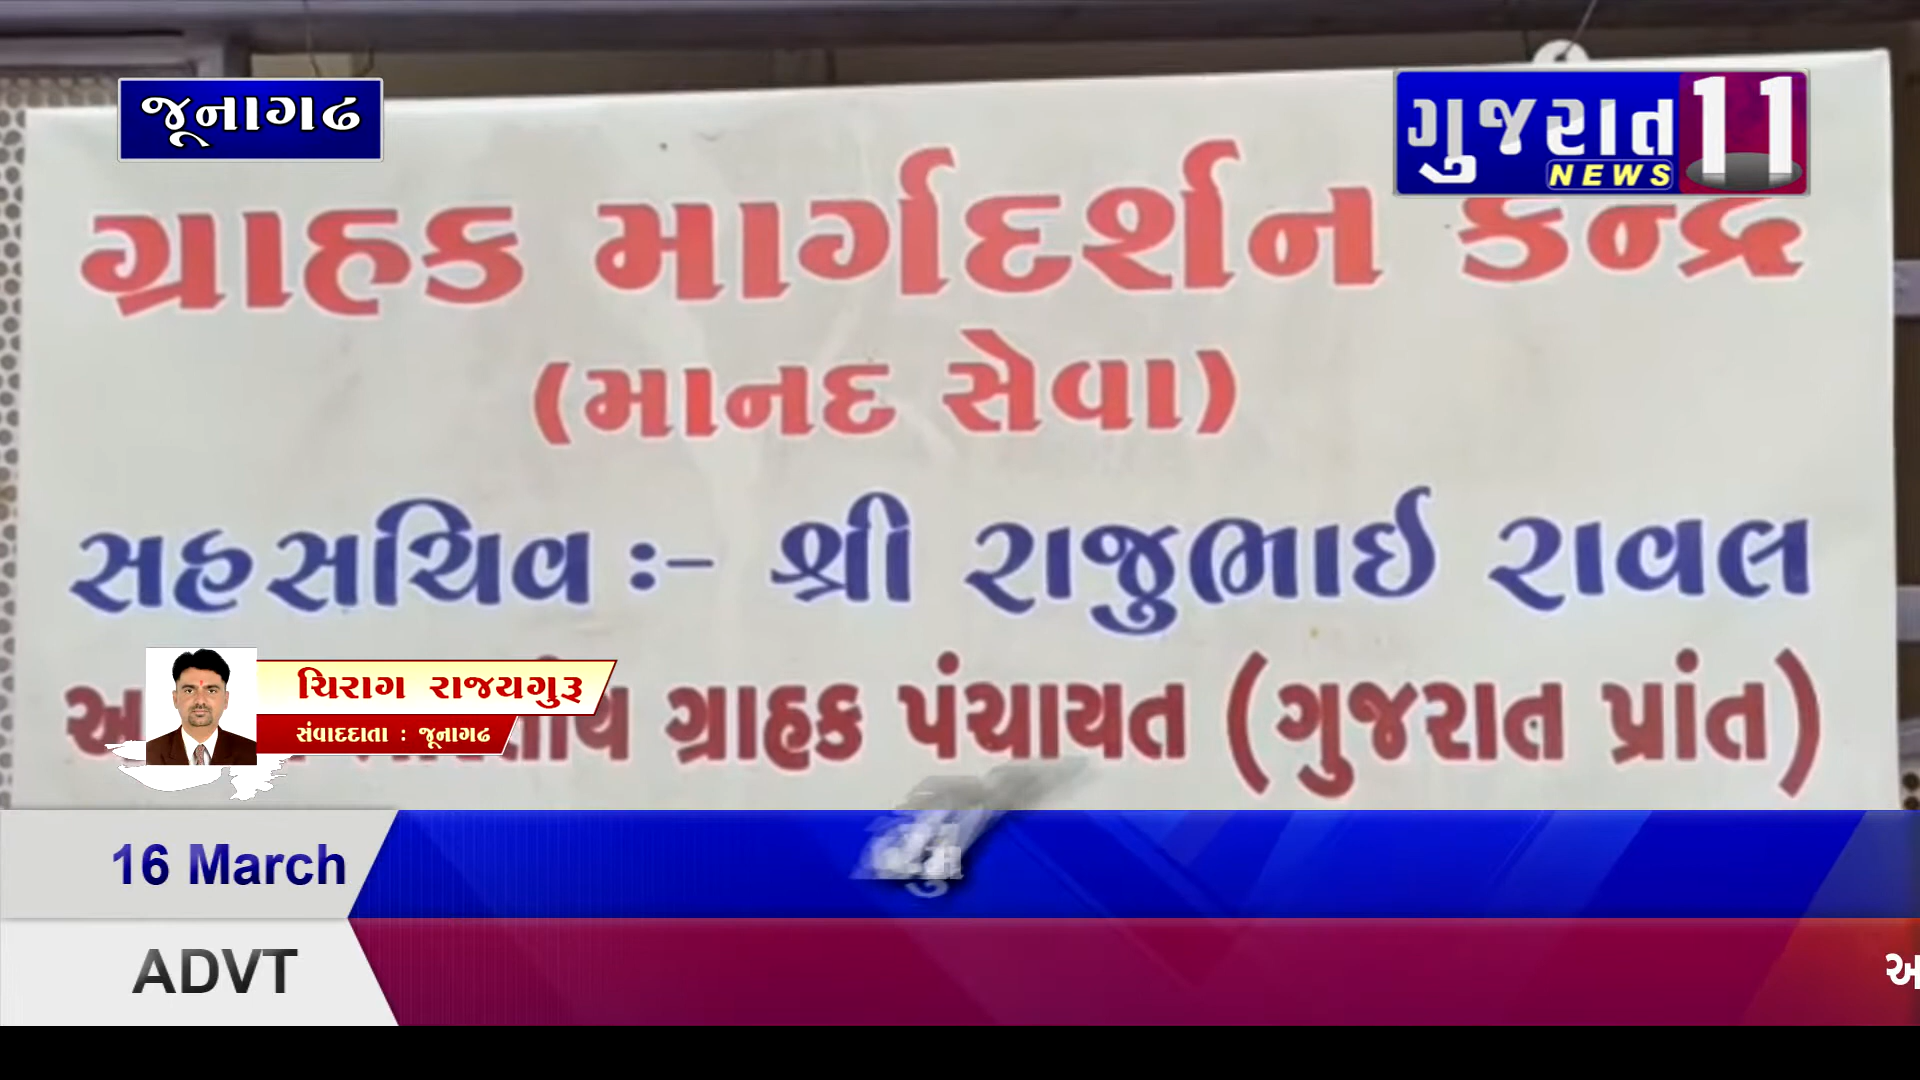 જૂનાગઢ
ગુજરાત 11
NEWS
ગ્રાહક માર્ગદર્શન કેન્દ્ર
(માનદ સેવા)
સહસચિવ :- શ્રી રાજુભાઈ રાવલ
ગ્રાહક પંચાયત (ગુજરાત પ્રાંત)
ચિરાગ રાજયગુરૂ
સંવાદદાતા : જૂનાગઢ
16 March
ADVT